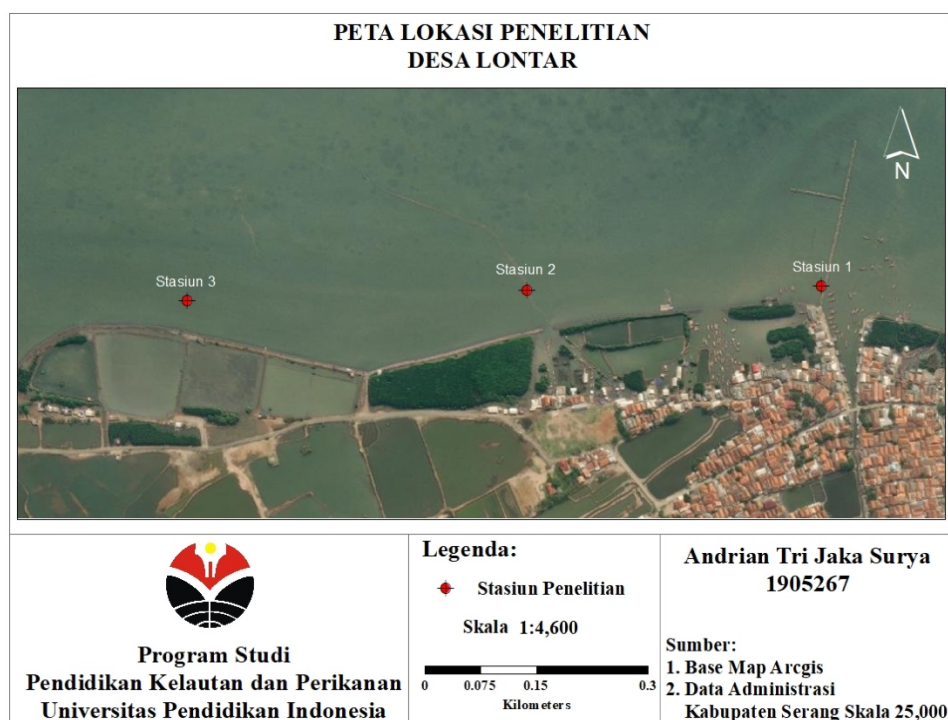 PETA LOKASI PENELITIAN
DESA LONTAR
N
Stasiun 3
Stasiun 2
Stasiun 1
Program Studi
Pendidikan Kelautan dan Perikanan
Universitas Pendidikan Indonesia
Legenda:
Stasiun Penelitian
Skala 1:4,600
0 0.075 0.15 0.3
Kilometers
Andrian Tri Jaka Surya
1905267
Sumber:
1. Base Map Arcgis
2. Data Administrasi
Kabupaten Serang Skala 25,000